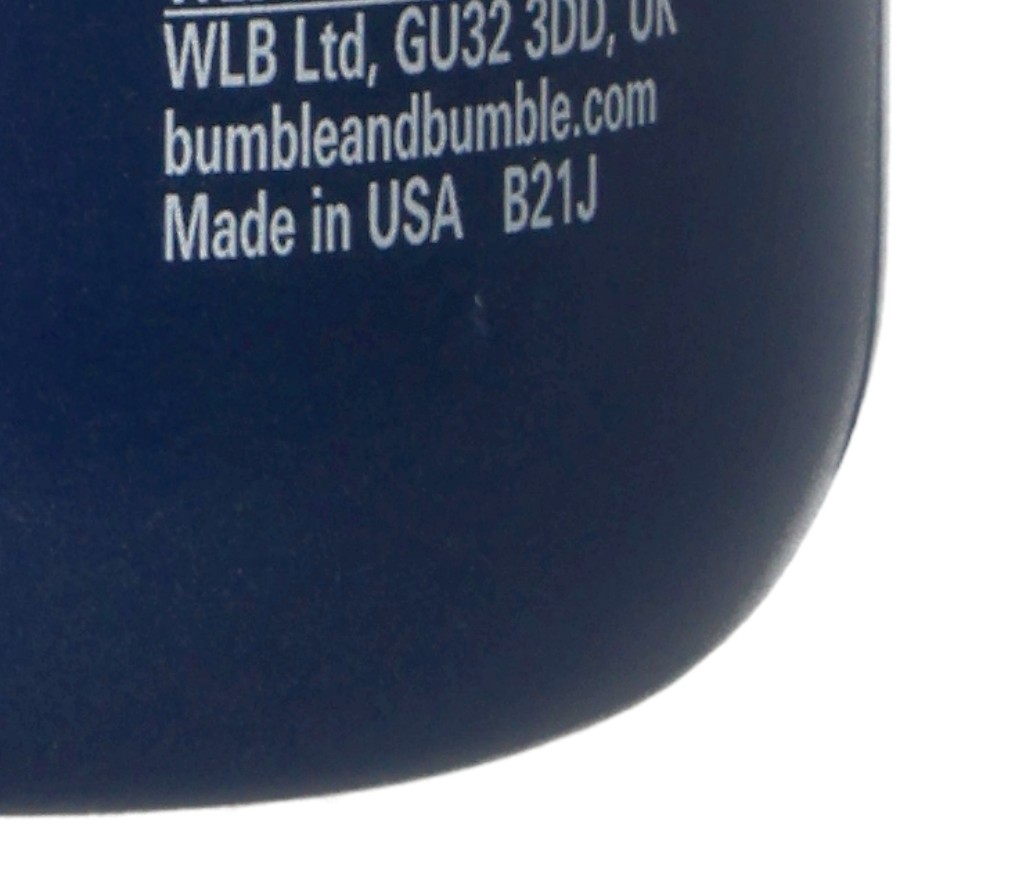 WLB Ltd, GU32 3DD, UK
bumbleandbumble.com
Made in USA B21J